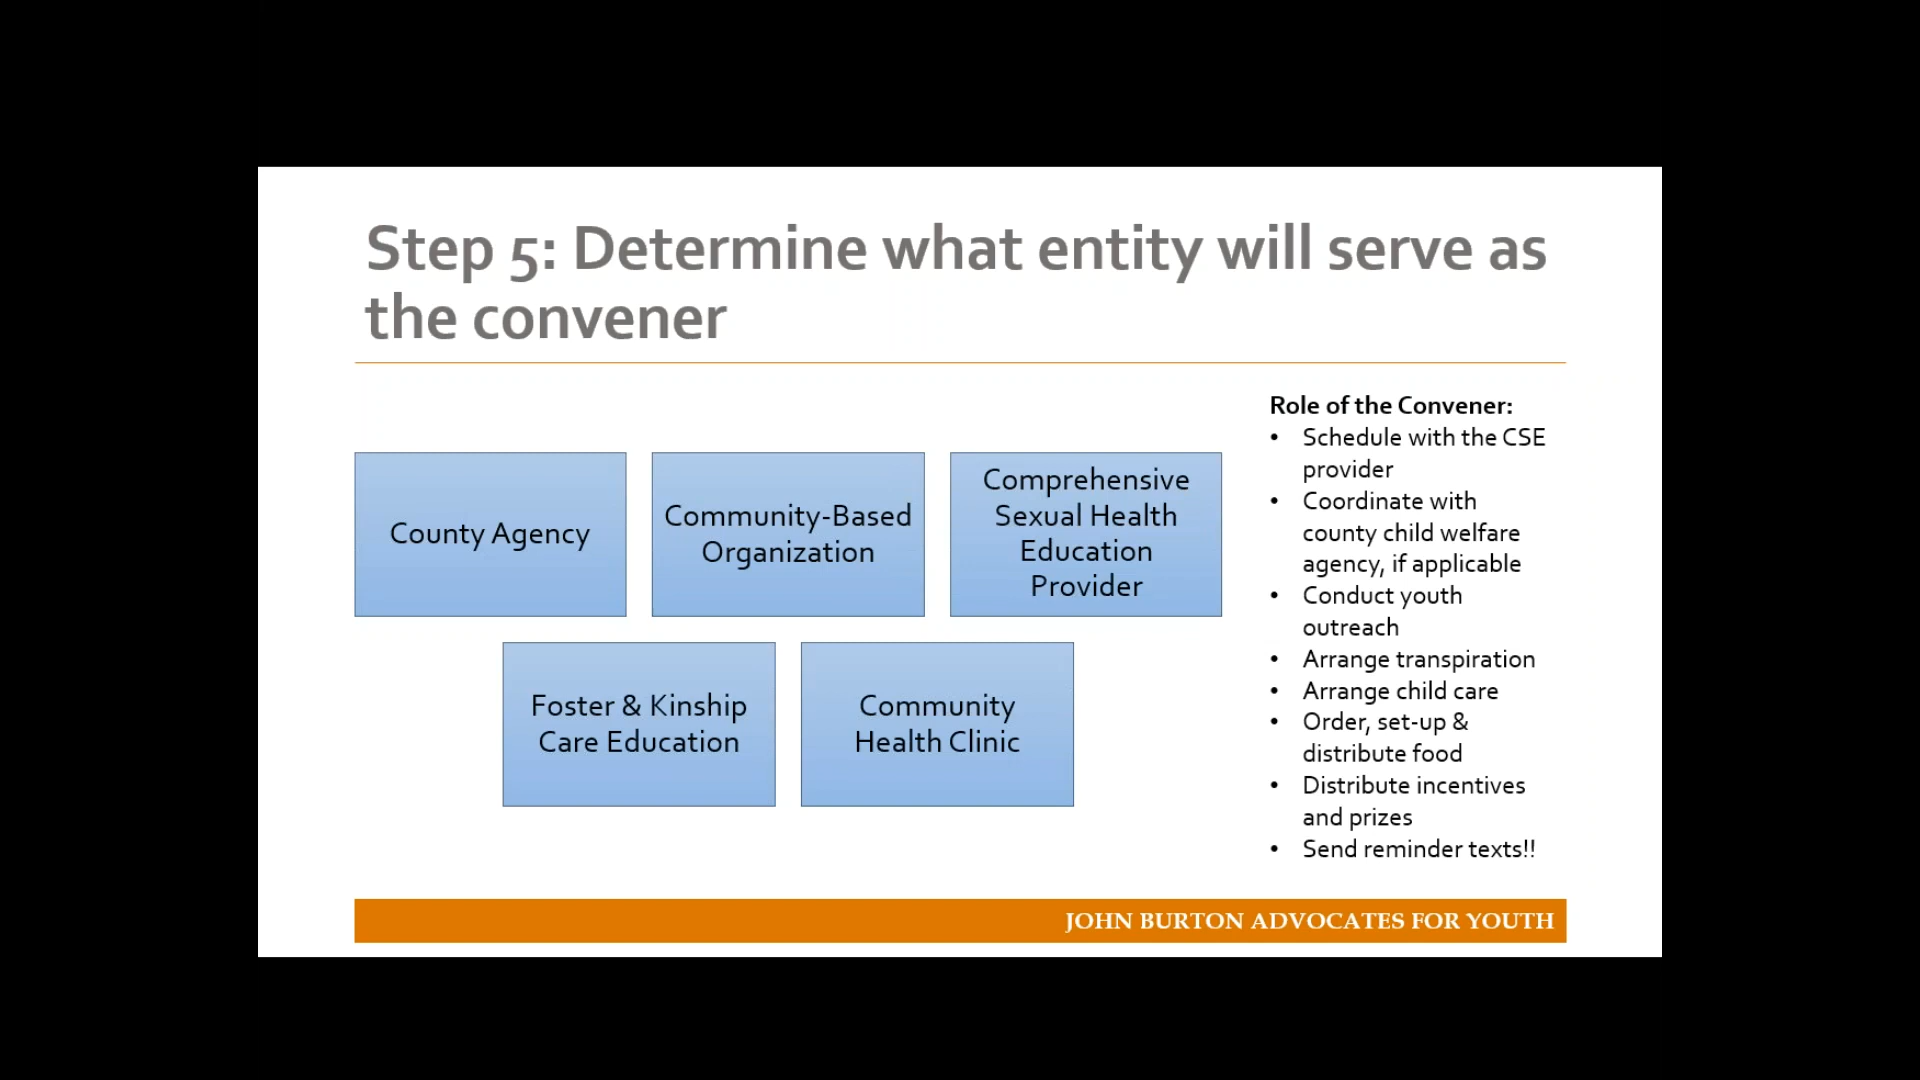 Step 5: Determine what entity will serve as
the convener
County Agency
Community-Based
Organization
Comprehensive
Sexual Health
Education
Provider
Foster & Kinship
Care Education
Community
Health Clinic
Role of the Convener:
• Schedule with the CSE
provider
• Coordinate with
county child welfare
agency, if applicable
• Conduct youth
outreach
• Arrange transpiration
• Arrange child care
• Order, set-up &
distribute food
• Distribute incentives
and prizes
• Send reminder texts!!
JOHN BURTON ADVOCATES FOR YOUTH